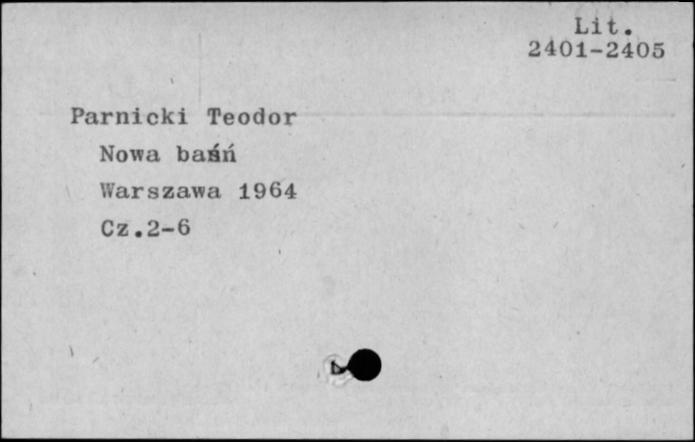 Lit.
2401-2405
Parnicki Teodor
Nowa baśń
Warszawa 1964
Cz.2-6